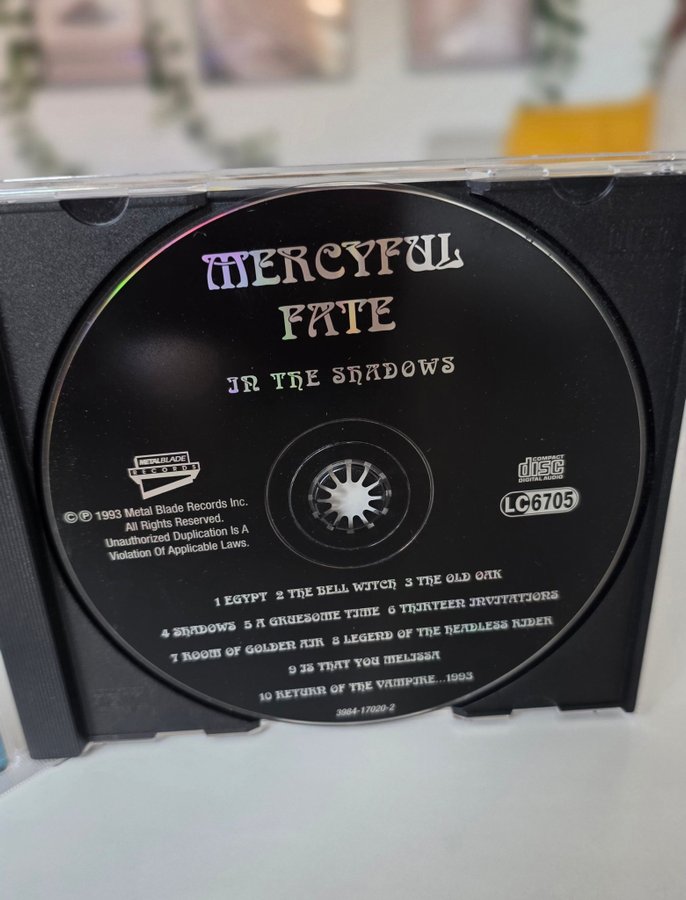 MERCYFUL
FATE
IN THE SHADOWS
METAL BLADE
RECORDS
© ℗ 1993 Metal Blade Records Inc.
All Rights Reserved.
Unauthorized Duplication Is A
Violation Of Applicable Laws.
COMPACT
disc
DIGITAL AUDIO
LC 6705
1 EGYPT 2 THE BELL WITCH 3 THE OLD OAK
4 SHADOWS 5 A GRUESOME TIME 6 THIRTEEN INVITATIONS
7 ROOM OF GOLDEN AIR 8 LEGEND OF THE HEADLESS RIDER
9 IS THAT YOU MELISSA
10 RETURN OF THE VAMPIRE...1993
3984-17020-2